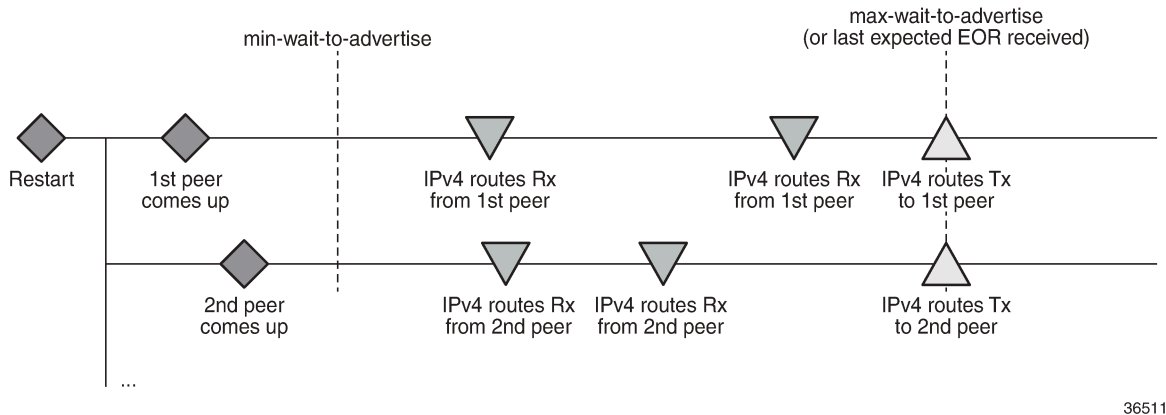 max-wait-to-advertise
(or last expected EOR received)
min-wait-to-advertise
Restart
1st peer
comes up
IPv4 routes Rx
from 1st peer
IPv4 routes Rx
from 1st peer
IPv4 routes Tx
to 1st peer
2nd peer
comes up
IPv4 routes Rx
from 2nd peer
IPv4 routes Rx
from 2nd peer
IPv4 routes Tx
to 2nd peer
...
36511